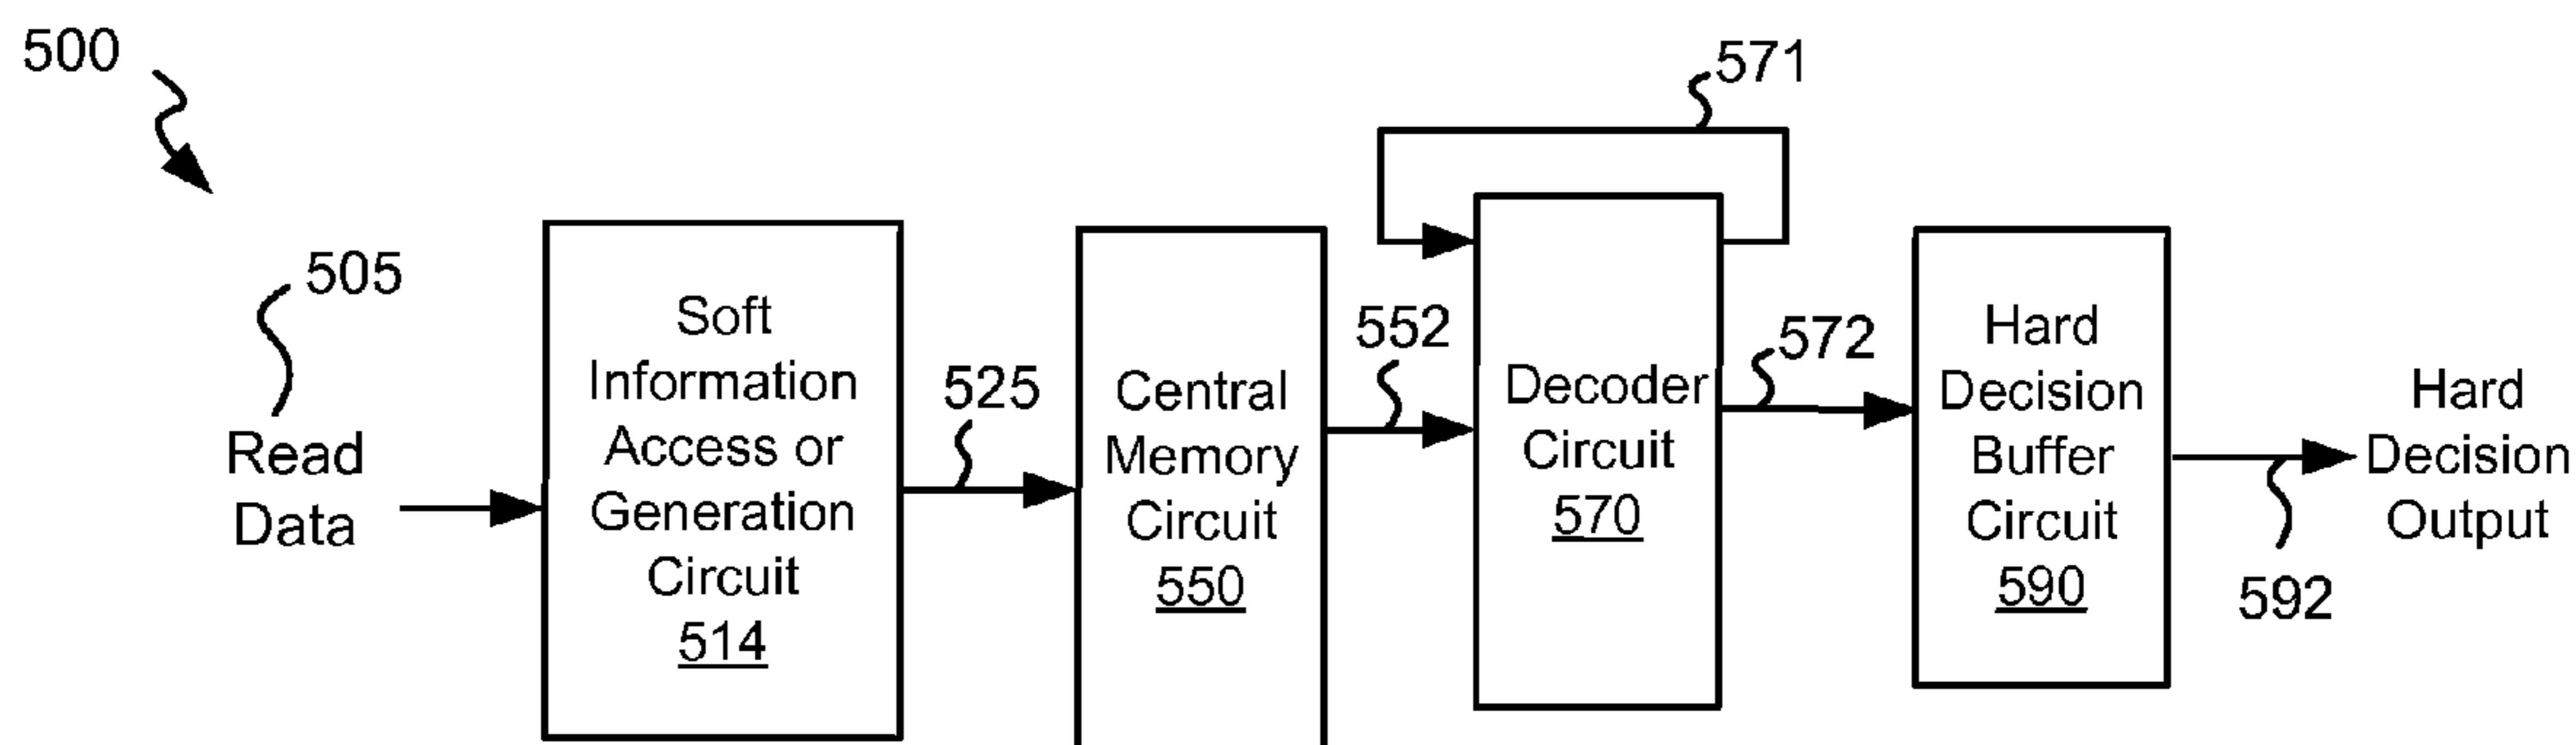 500
571
505
Soft
Information
Access or
Generation
Circuit
514
Read
Data
525
Central
Memory
Circuit
550
552
Decoder
Circuit
570
572
Hard
Decision
Buffer
Circuit
590
592
Hard
Decision
Output